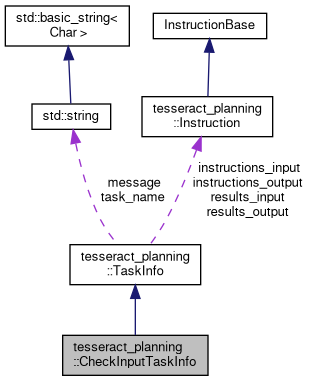 std::basic_string<
Char >
InstructionBase
std::string
tesseract_planning
::Instruction
message
task_name
instructions_input
instructions_output
results_input
results_output
tesseract_planning
::TaskInfo
tesseract_planning
::CheckInputTaskInfo